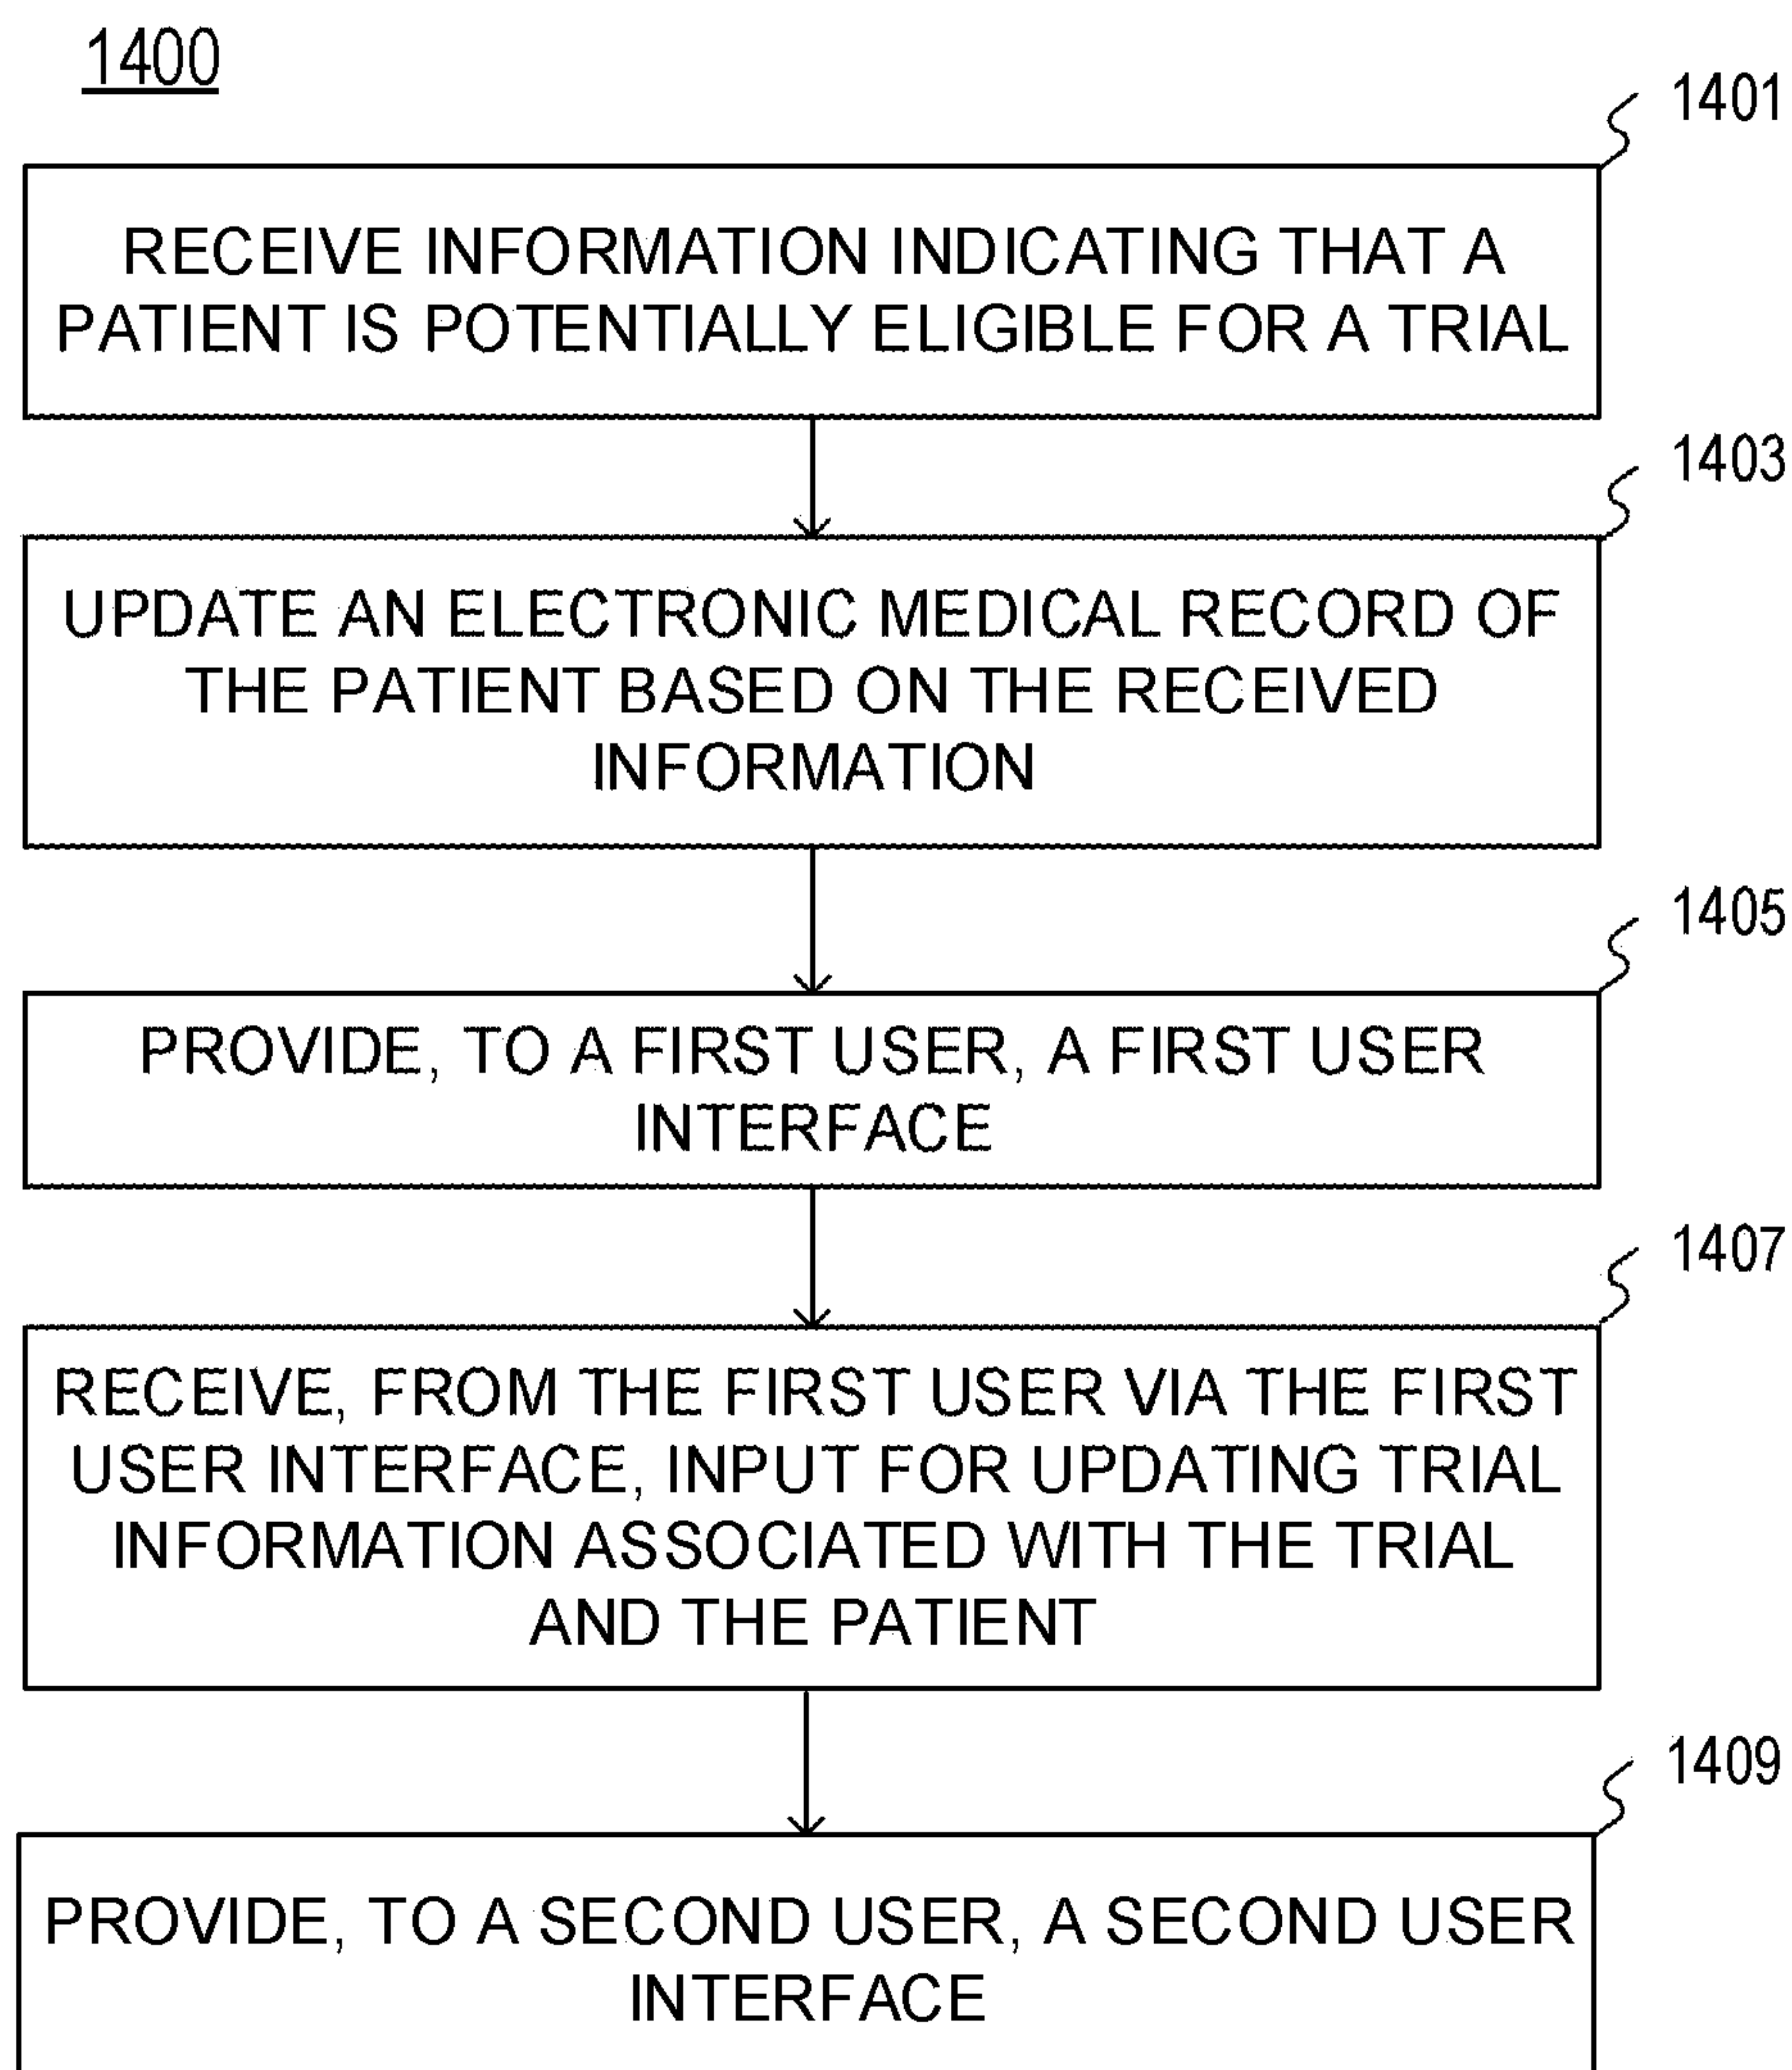 1400
1401
RECEIVE INFORMATION INDICATING THAT A
PATIENT IS POTENTIALLY ELIGIBLE FOR A TRIAL
1403
UPDATE AN ELECTRONIC MEDICAL RECORD OF
THE PATIENT BASED ON THE RECEIVED
INFORMATION
1405
PROVIDE, TO A FIRST USER, A FIRST USER
INTERFACE
1407
RECEIVE, FROM THE FIRST USER VIA THE FIRST
USER INTERFACE, INPUT FOR UPDATING TRIAL
INFORMATION ASSOCIATED WITH THE TRIAL
AND THE PATIENT
1409
PROVIDE, TO A SECOND USER, A SECOND USER
INTERFACE